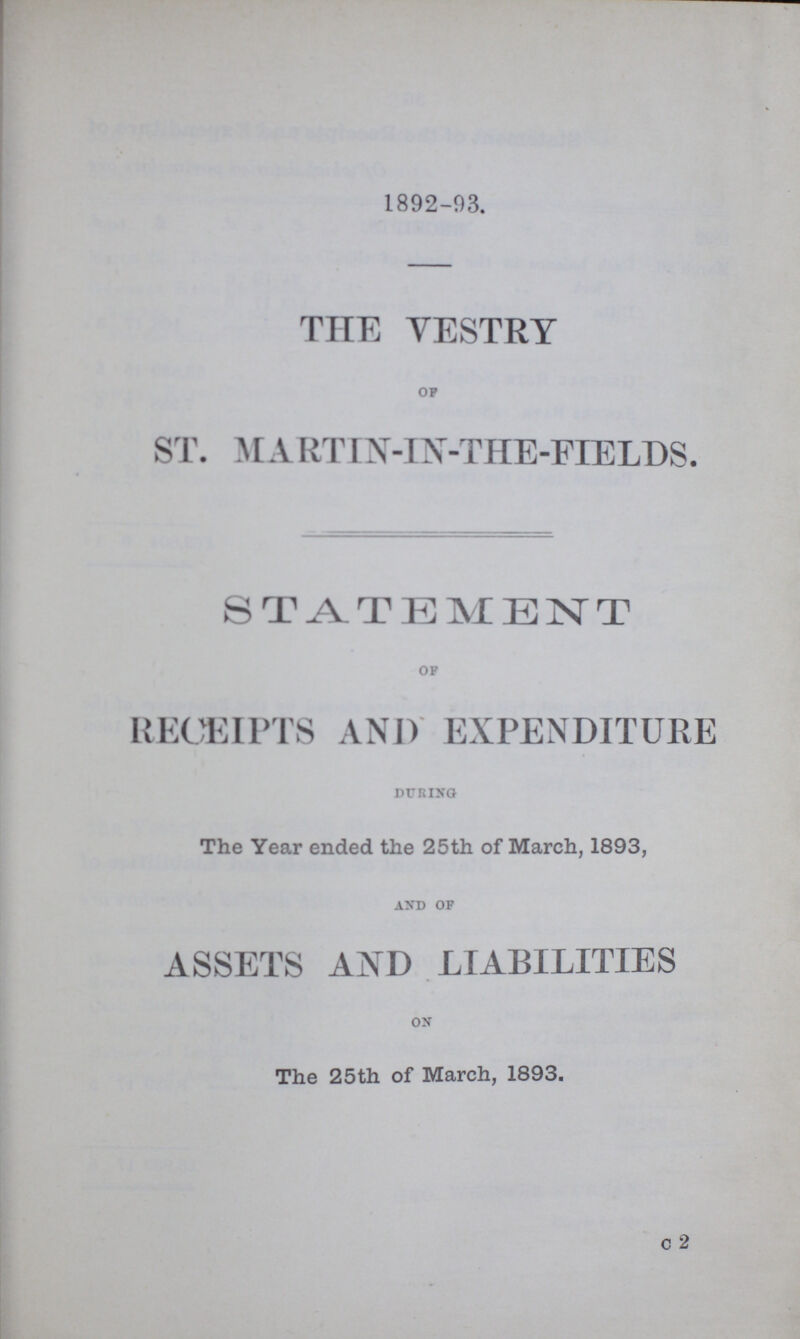 1892-93.
THE VESTRY
OF
ST. MARTIN-IN-THE-FIELDS.
STATEMENT
OF
RECEIPTS AND EXPENDITURE
DURING
The Year ended the 25th of March, 1893,
AND OF
ASSETS AND LIABILITIES
ON
The 25th of March, 1893.
C 2